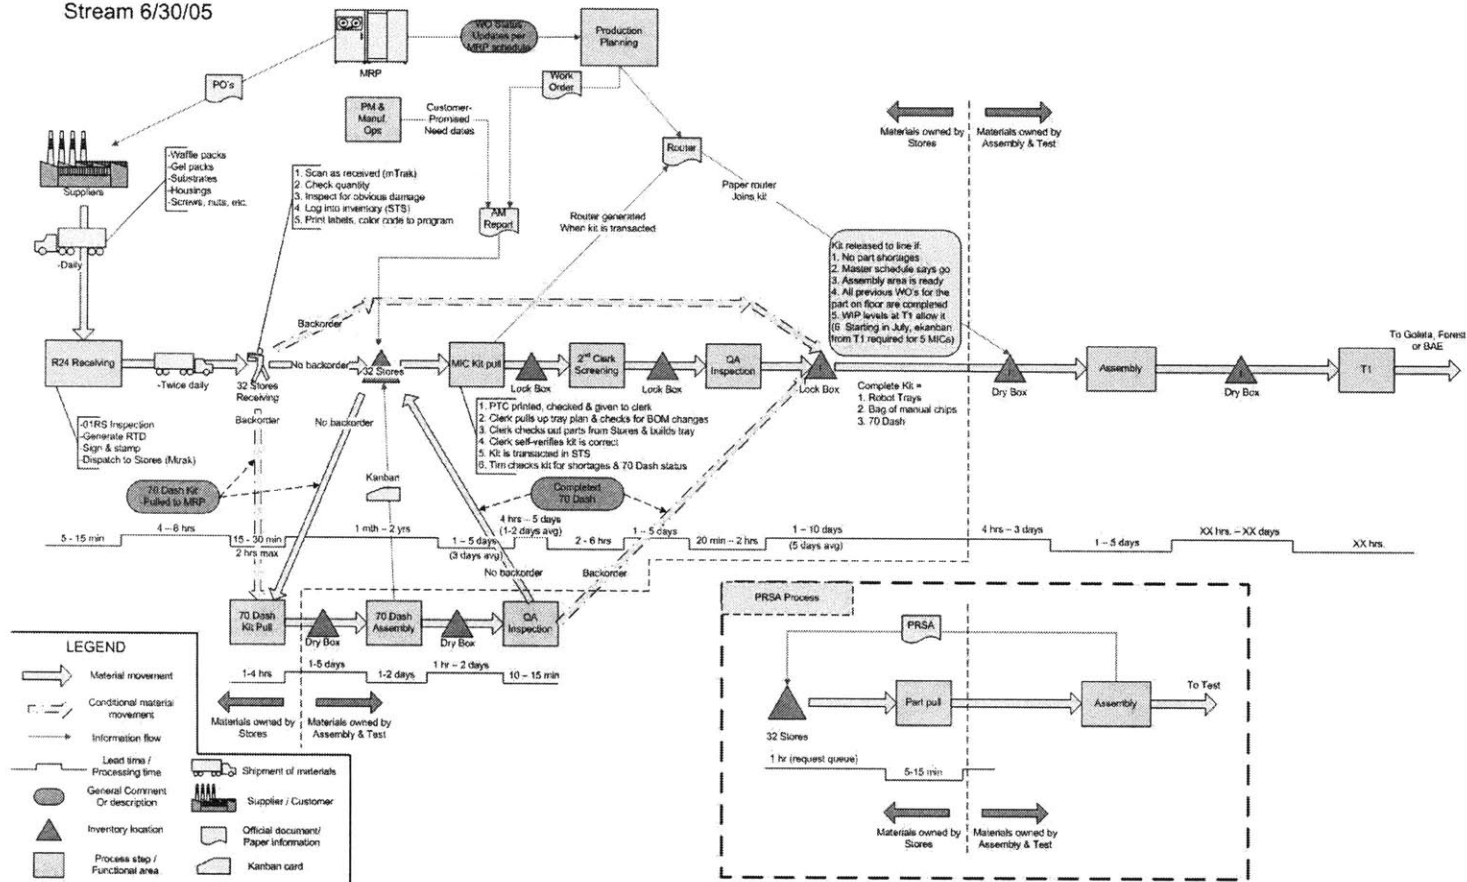 Stream 6/30/05
MRP
WO Status
Updates per
MRP schedule
Production
Planning
PO's
Work
Order
PM &
Manuf.
Ops
Customer-
Promised
Need dates
Router
Materials owned by
Stores
Materials owned by
Assembly & Test
Suppliers
-Waffle packs
-Gel packs
-Substrates
-Housings
-Screws, nuts, etc.
1. Scan as received (mTrak)
2. Check quantity
3. Inspect for obvious damage
4. Log into inventory (STS)
5. Print labels, color code to program
AM
Report
Router generated
When kit is transacted
Paper router
Joins kit
-Daily
Kit released to line if:
1. No part shortages
2. Master schedule says go
3. Assembly area is ready
4. All previous WO's for the
part on floor are completed
5. WIP levels at T1 allow it
(6. Starting in July, ekanban
from T1 required for 5 MICs)
Backorder
To Goleta, Forest
or BAE
R24 Receiving
-Twice daily
32 Stores
Receiving
No backorder
32 Stores
MIC Kit pull
Lock Box
2nd Clerk
Screening
Lock Box
QA
Inspection
Lock Box
Dry Box
Assembly
Dry Box
T1
Backorder
Complete Kit =
1. Robot Trays
2. Bag of manual chips
3. 70 Dash
-01RS Inspection
-Generate RTD
-Sign & stamp
-Dispatch to Stores (Mtrak)
No backorder
1. PTC printed, checked & given to clerk
2. Clerk pulls up tray plan & checks for BOM changes
3. Clerk checks out parts from Stores & builds tray
4. Clerk self-verifies kit is correct
5. Kit is transacted in STS
6. Tim checks kit for shortages & 70 Dash status
70 Dash Kit
-Pulled to MRP
Kanban
Completed
70 Dash
5 - 15 min
4 – 8 hrs
15 - 30 min
2 hrs max
1 mth – 2 yrs
1 – 5 days
(3 days avg)
4 hrs – 5 days
(1-2 days avg)
2 - 6 hrs
1 – 5 days
20 min – 2 hrs
1 – 10 days
(5 days avg)
4 hrs – 3 days
1 – 5 days
XX hrs. – XX days
XX hrs.
No backorder
Backorder
70 Dash
Kit Pull
Dry Box
70 Dash
Assembly
Dry Box
QA
Inspection
1-4 hrs
1-5 days
1-2 days
1 hr – 2 days
10 – 15 min
Materials owned by
Stores
Materials owned by
Assembly & Test
PRSA Process
PRSA
32 Stores
Part pull
Assembly
To Test
1 hr (request queue)
5-15 min
Materials owned by
Stores
Materials owned by
Assembly & Test
LEGEND
Material movement
Conditional material
movement
Information flow
Lead time /
Processing time
General Comment
Or description
Inventory location
Process step /
Functional area
Shipment of materials
Supplier / Customer
Official document/
Paper information
Kanban card